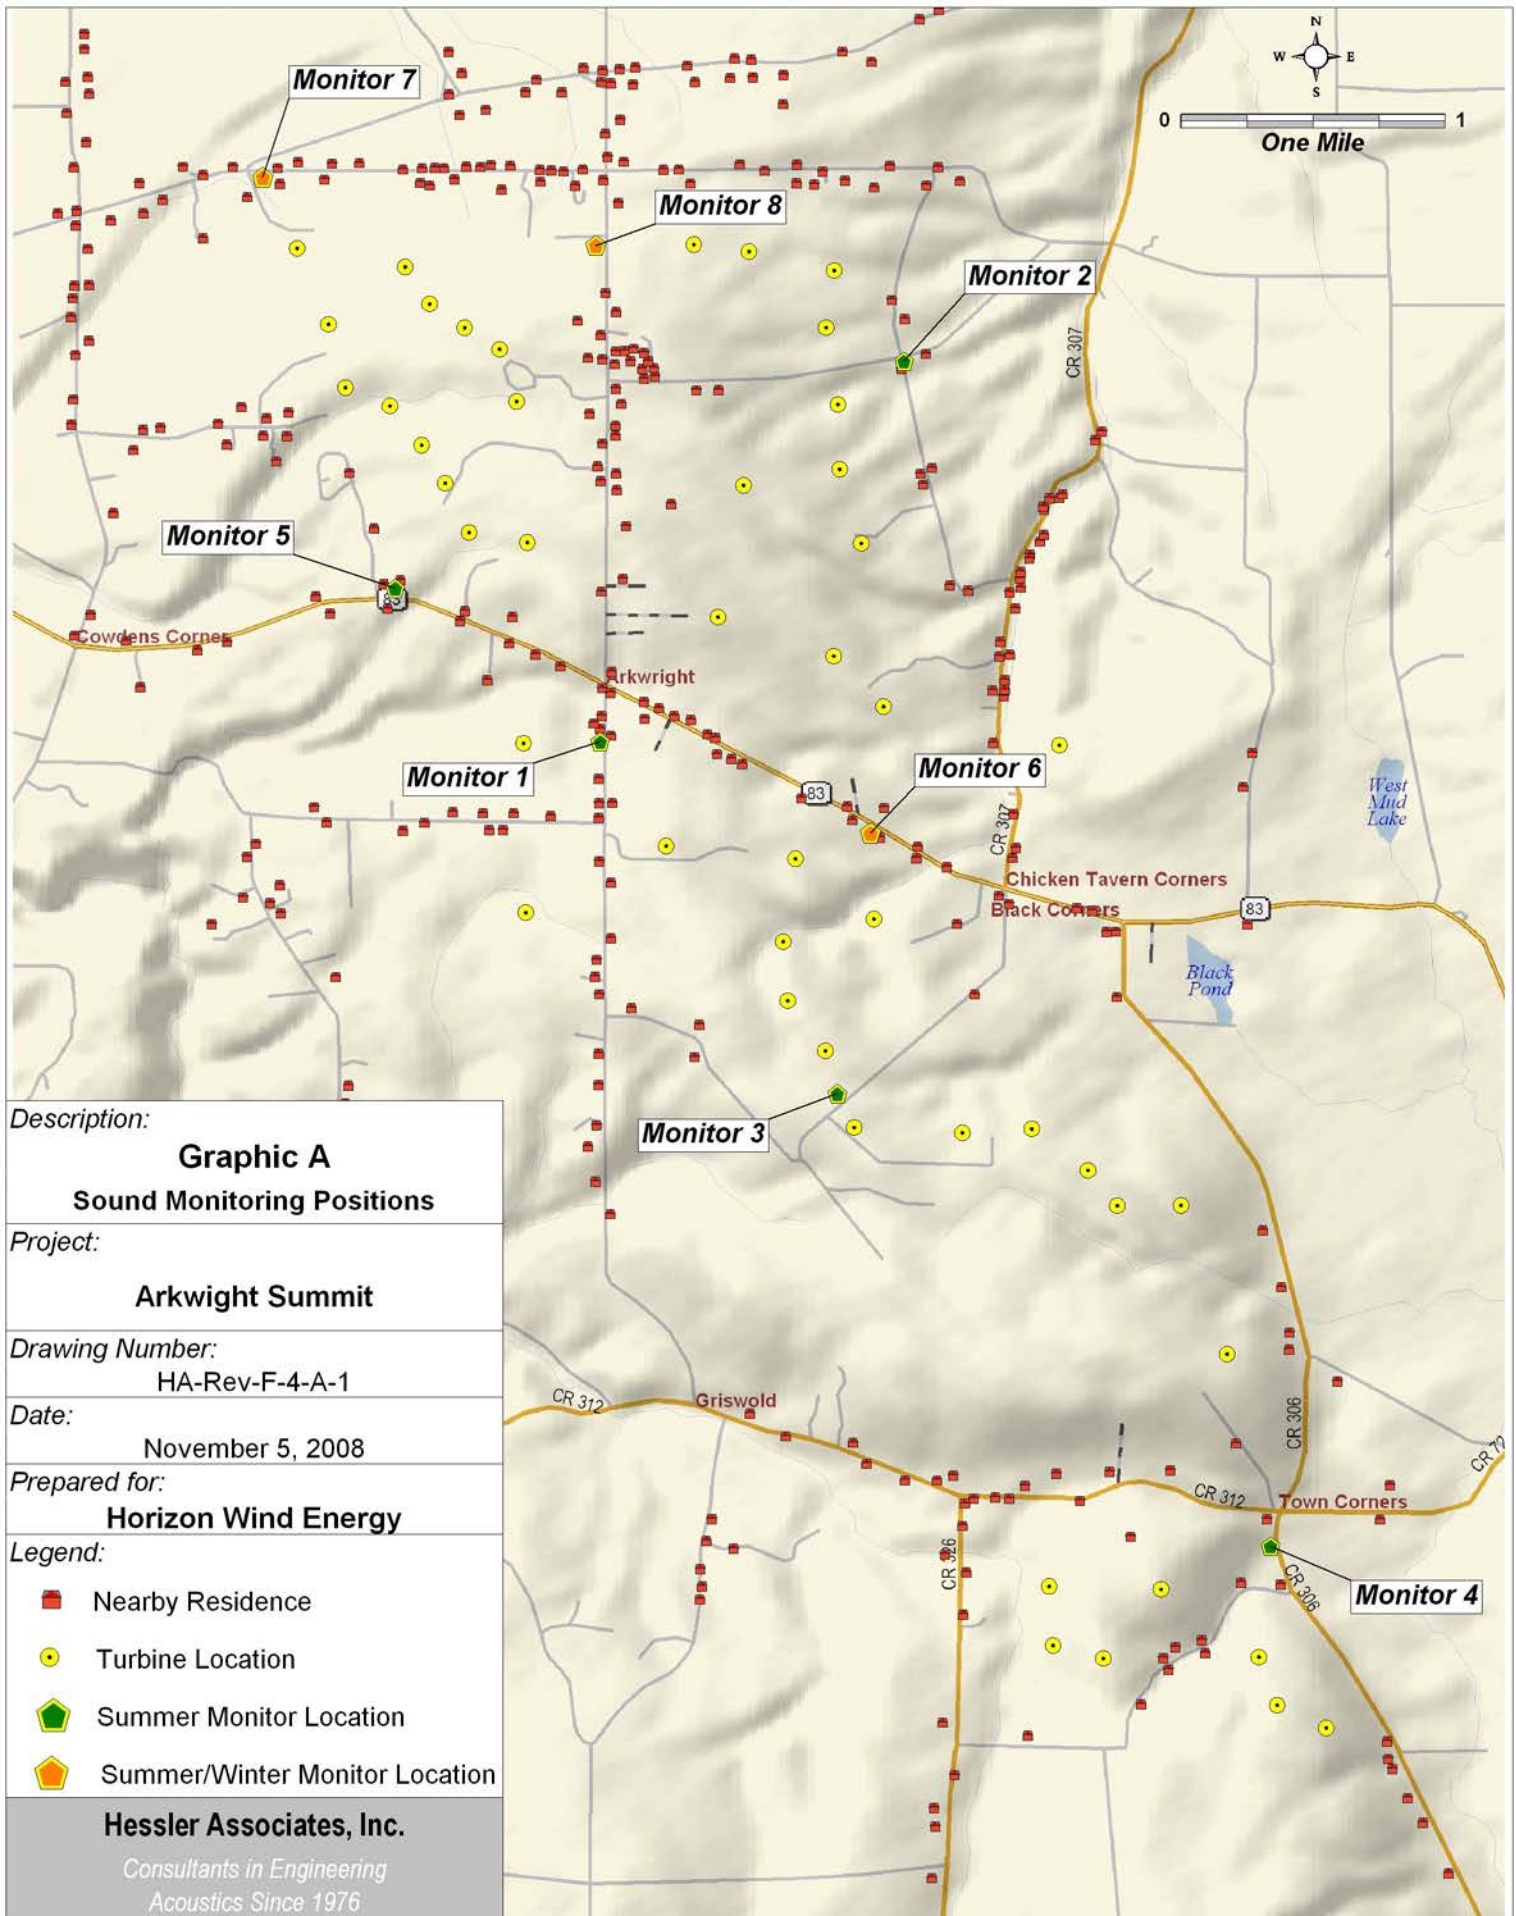 N
W E
S
0 1
One Mile
Monitor 7
Monitor 8
Monitor 2
CR 307
Monitor 5
83
Cowdens Corner
Arkwright
Monitor 1
Monitor 6
83
West
Mud
Lake
CR 307
Chicken Tavern Corners
Black Corners
83
Black
Pond
Monitor 3
CR 312
Griswold
CR 306
CR 72
CR 312
Town Corners
CR 326
CR 306
Monitor 4
Description:
Graphic A
Sound Monitoring Positions
Project:
Arkwight Summit
Drawing Number:
HA-Rev-F-4-A-1
Date:
November 5, 2008
Prepared for:
Horizon Wind Energy
Legend:
Nearby Residence
Turbine Location
Summer Monitor Location
Summer/Winter Monitor Location
Hessler Associates, Inc.
Consultants in Engineering
Acoustics Since 1976